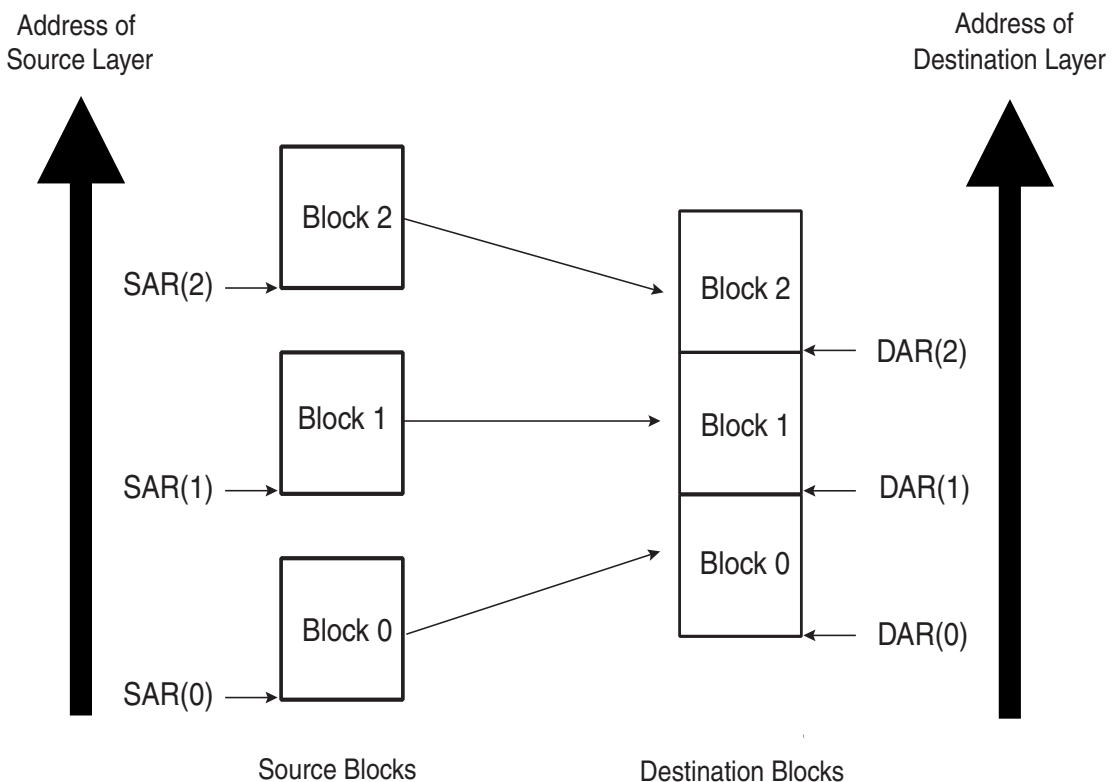 Address of
Source Layer
Address of
Destination Layer
Block 2
SAR(2)
Block 2
Block 1
DAR(2)
Block 1
SAR(1)
DAR(1)
Block 0
Block 0
DAR(0)
SAR(0)
Source Blocks
Destination Blocks